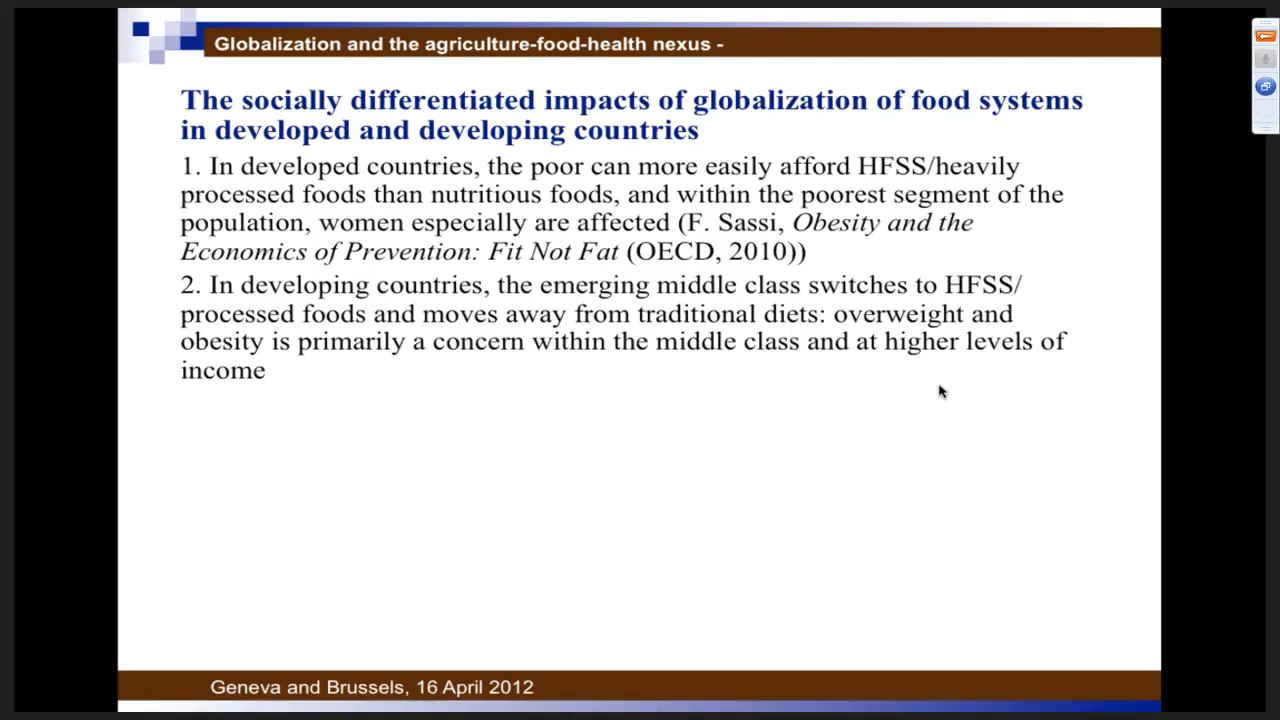 Globalization and the agriculture-food-health nexus -
The socially differentiated impacts of globalization of food systems
in developed and developing countries
1. In developed countries, the poor can more easily afford HFSS/heavily
processed foods than nutritious foods, and within the poorest segment of the
population, women especially are affected (F. Sassi, Obesity and the
Economics of Prevention: Fit Not Fat (OECD, 2010))
2. In developing countries, the emerging middle class switches to HFSS/
processed foods and moves away from traditional diets: overweight and
obesity is primarily a concern within the middle class and at higher levels of
income
Geneva and Brussels, 16 April 2012